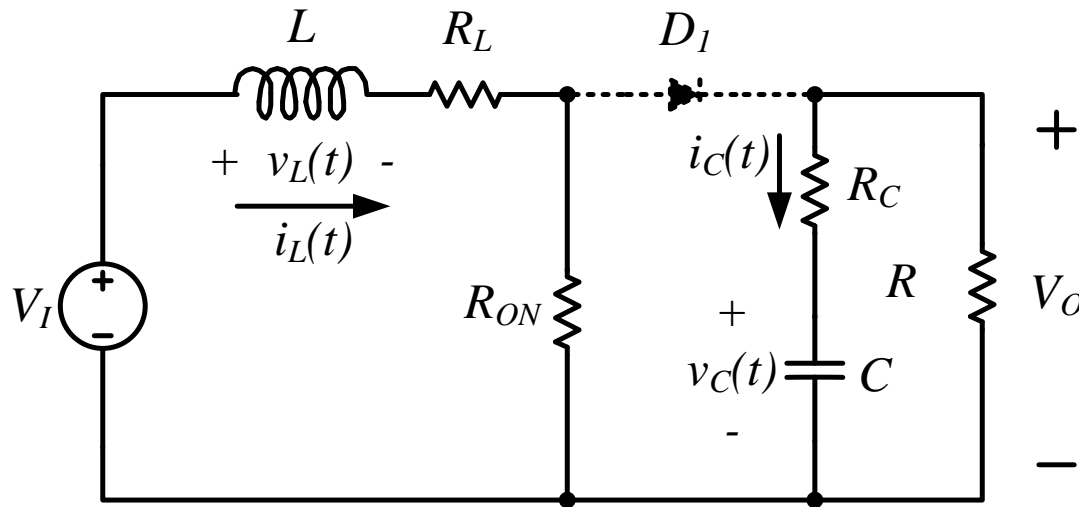 L
R_L
D_1
+ v_L(t) -
i_L(t)
i_C(t)
R_C
+
V_I
+
−
R_ON
+
v_C(t)
-
C
R
V_O
−